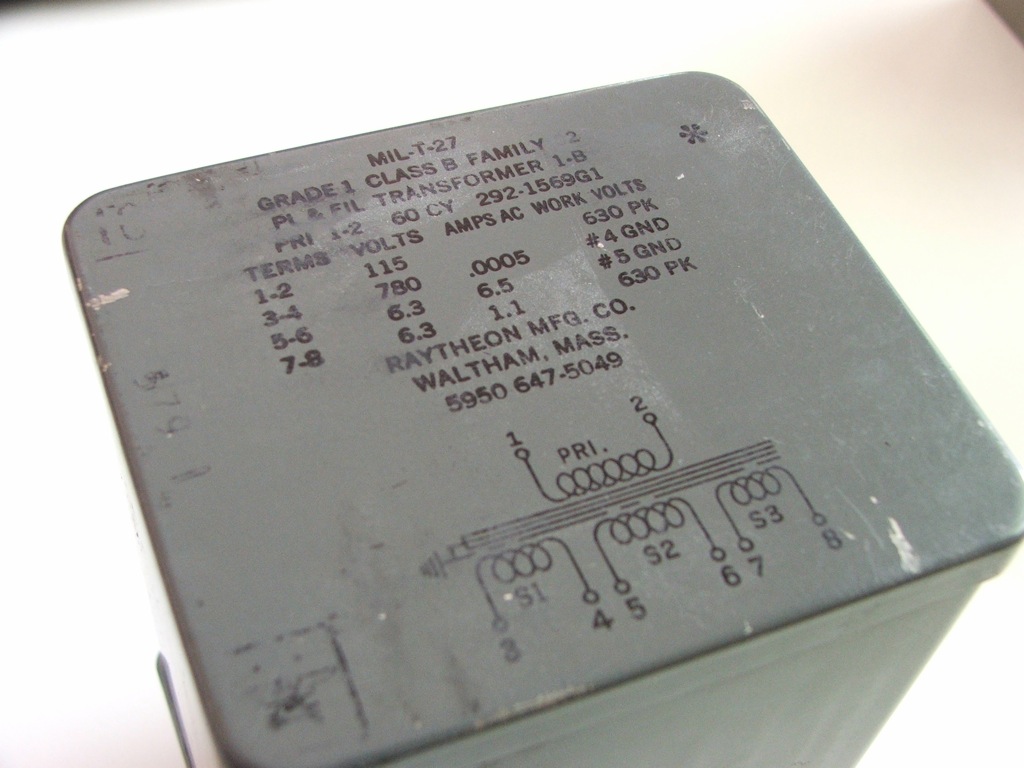 MIL-T-27
GRADE 1 CLASS B FAMILY 2
PL & FIL TRANSFORMER 1-B
PRI 1-2 60 CY 292-1569G1
TERMS VOLTS AMPS AC WORK VOLTS
1-2 115 630 PK
3-4 780 .0005 #4 GND
5-6 6.3 6.5 #5 GND
7-8 6.3 1.1 630 PK
RAYTHEON MFG. CO.
WALTHAM, MASS.
5950 647-5049
1 PRI. 2
S1 S2 S3
3 4 5 6 7 8